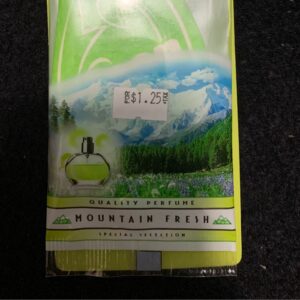 $1.25
QUALITY PERFUME
MOUNTAIN FRESH
SPECIAL SELECTION